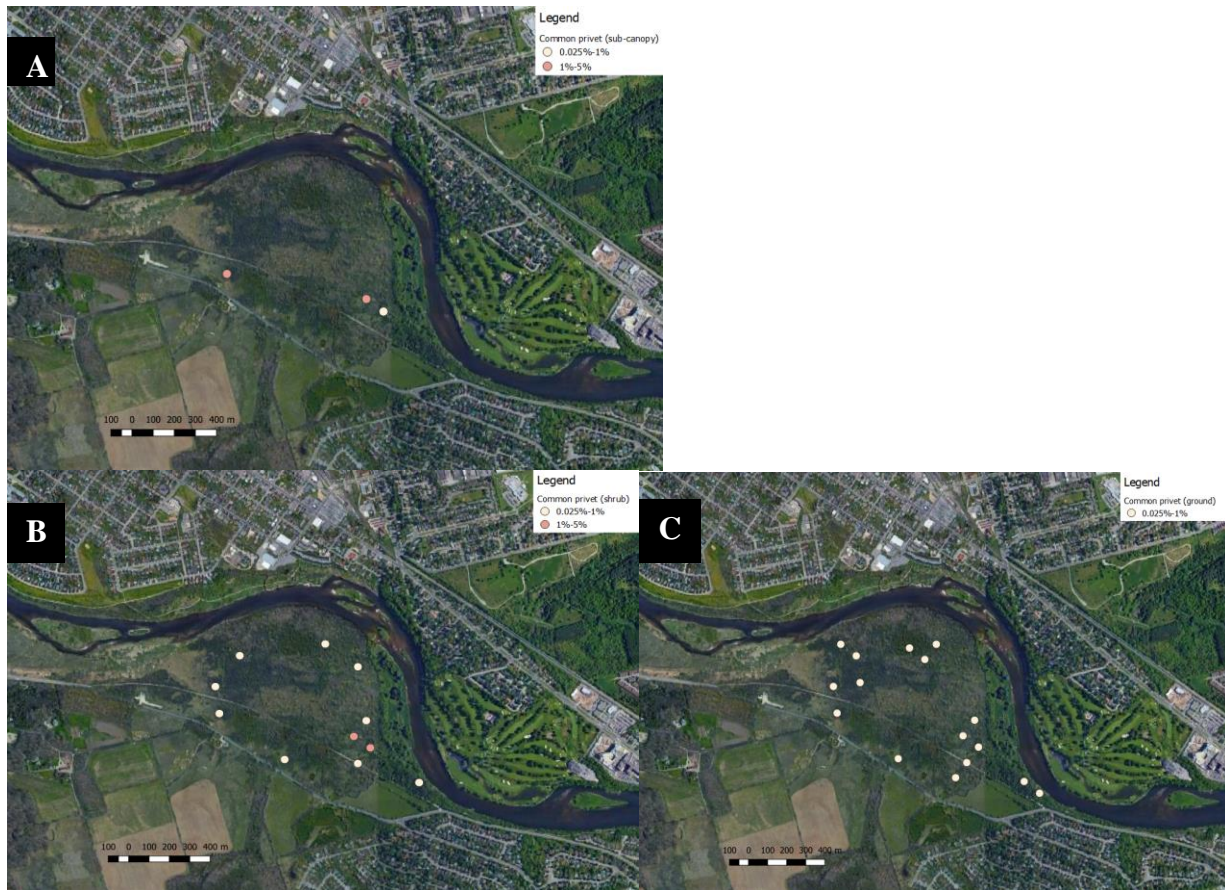 A
Legend
Common privet (sub-canopy)
0.025%-1%
1%-5%
100 0 100 200 300 400 m
B
Legend
Common privet (shrub)
0.025%-1%
1%-5%
100 0 100 200 300 400 m
C
Legend
Common privet (ground)
0.025%-1%
100 0 100 200 300 400 m